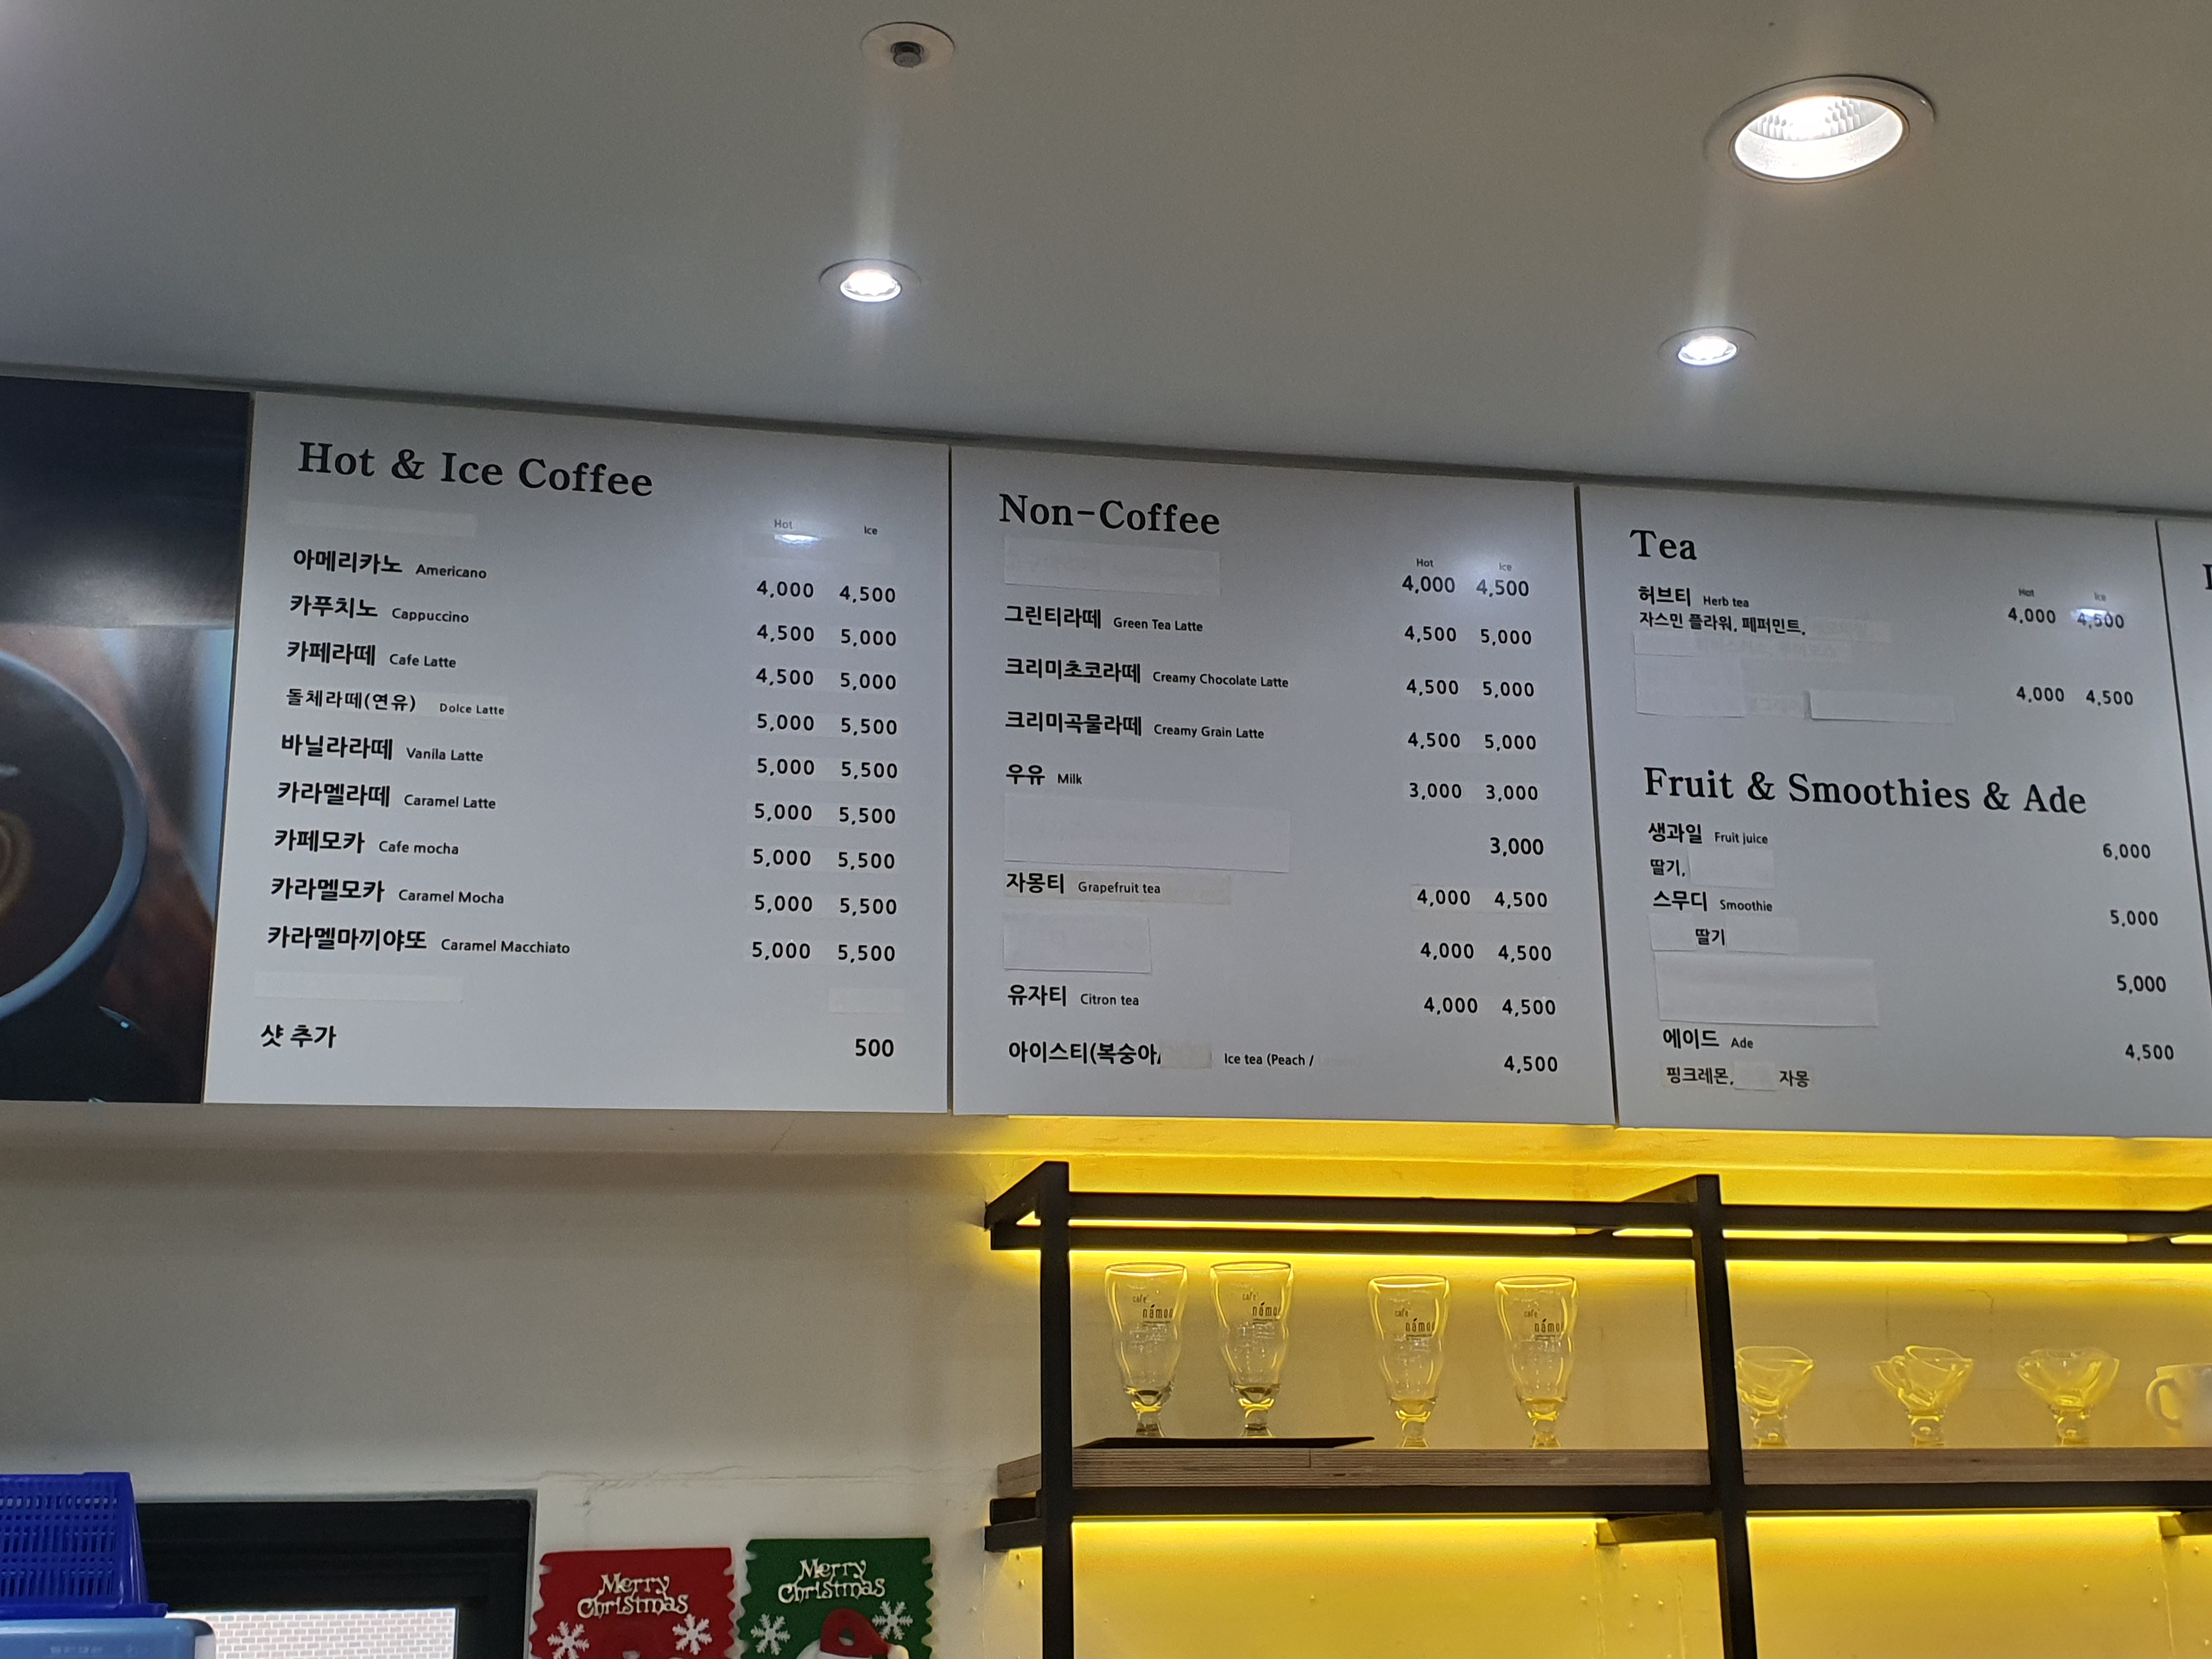 Hot & Ice Coffee
Hot Ice
아메리카노 Americano 4,000 4,500
카푸치노 Cappuccino 4,500 5,000
카페라떼 Cafe Latte 4,500 5,000
돌체라떼(연유) Dolce Latte 5,000 5,500
바닐라라떼 Vanila Latte 5,000 5,500
카라멜라떼 Caramel Latte 5,000 5,500
카페모카 Cafe mocha 5,000 5,500
카라멜모카 Caramel Mocha 5,000 5,500
카라멜마끼야또 Caramel Macchiato 5,000 5,500
샷 추가 500
Non-Coffee
Hot Ice
4,000 4,500
그린티라떼 Green Tea Latte 4,500 5,000
크리미초코라떼 Creamy Chocolate Latte 4,500 5,000
크리미곡물라떼 Creamy Grain Latte 4,500 5,000
우유 Milk 3,000 3,000
3,000
자몽티 Grapefruit tea 4,000 4,500
4,000 4,500
유자티 Citron tea 4,000 4,500
아이스티(복숭아/ Ice tea (Peach / 4,500
Tea
Hot Ice
허브티 Herb tea 4,000 4,500
자스민 플라워, 페퍼민트,
4,000 4,500
Fruit & Smoothies & Ade
생과일 Fruit juice 6,000
딸기,
스무디 Smoothie 5,000
딸기
5,000
에이드 Ade 4,500
핑크레몬, 자몽
cafe
cafe
cafe
cafe
Merry
Christmas
Merry
Christmas